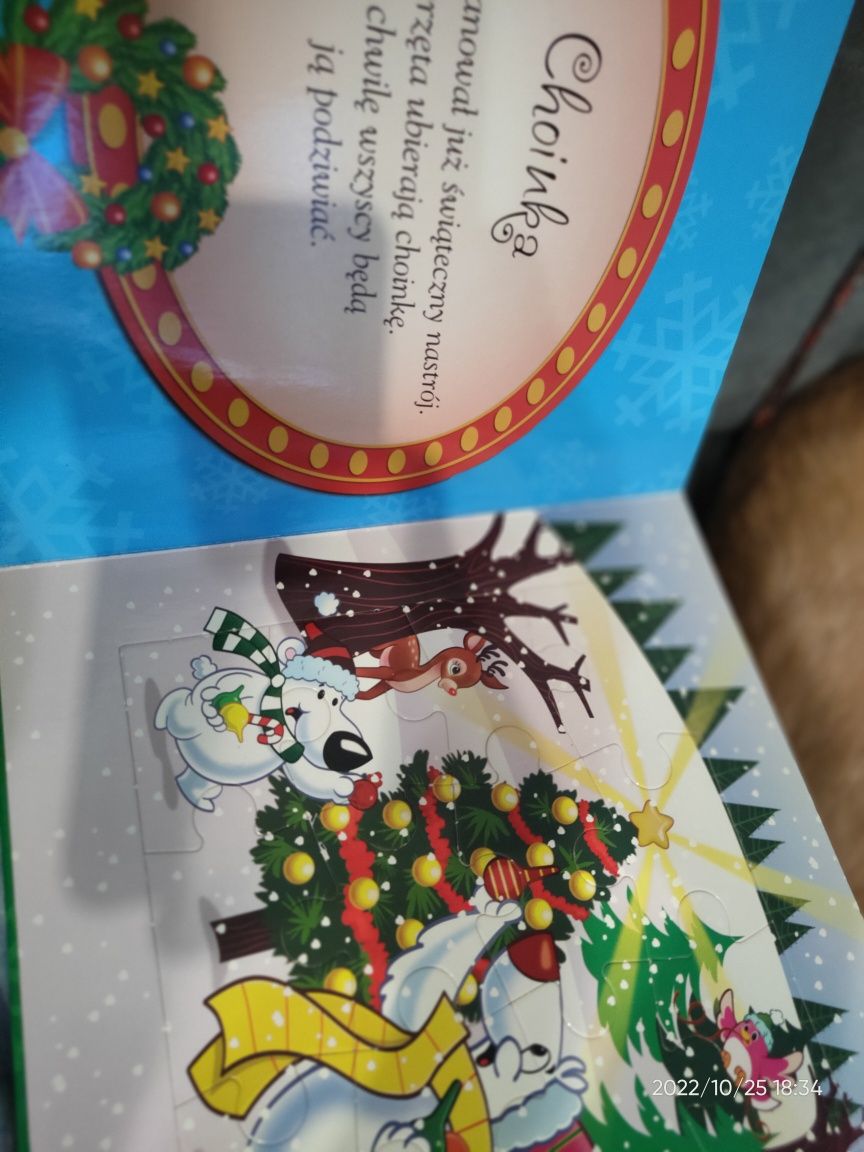 Choinka
anował już świąteczny nastrój.
rzęta ubierają choinkę.
chwilę wszyscy będą
ją podziwiać.
2022/10/25 18:34